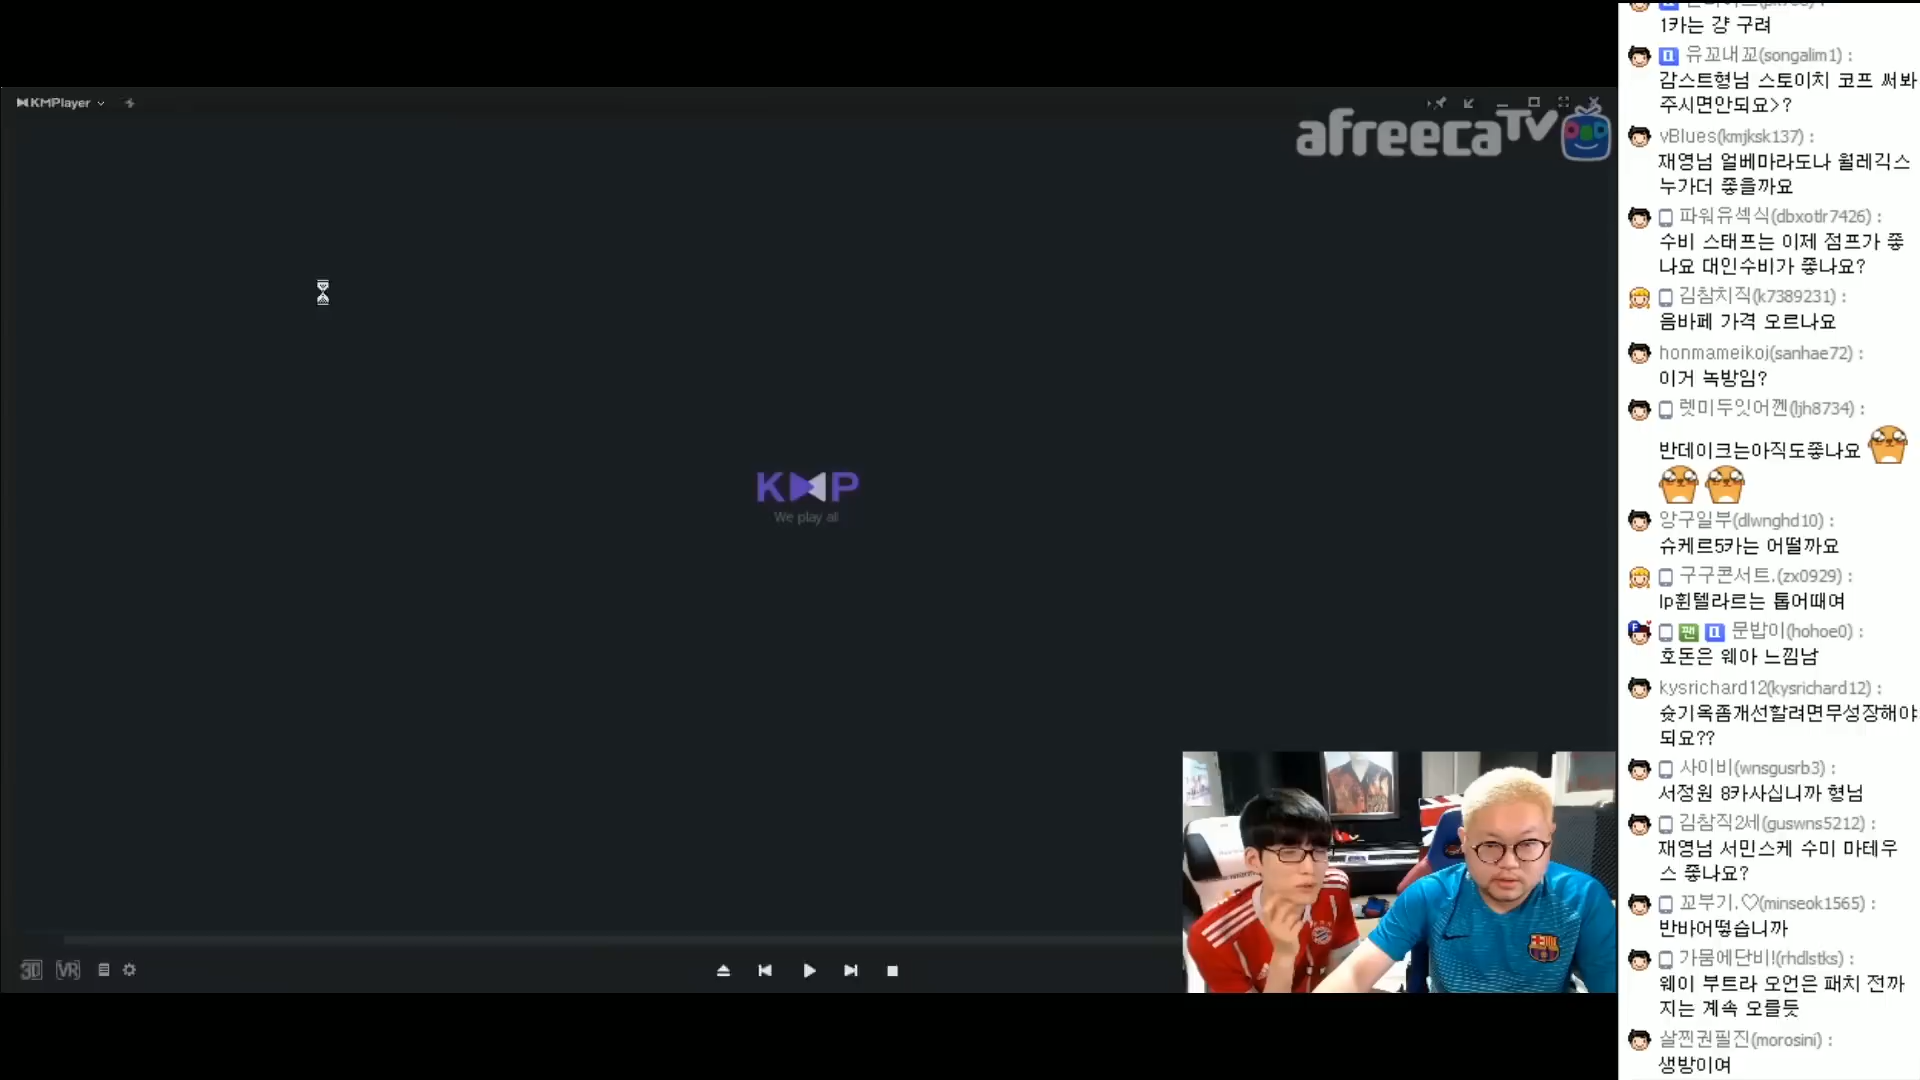 KMPlayer
afreecaTV
KMP
We play all
3D VR
1카는 걍 구려
유꼬내꼬(songalim1) :
감스트형님 스토이치 코프 써봐
주시면안되요>?
vBlues(kmjksk137) :
재영님 얼베마라도나 월레긱스
누가더 좋을까요
파워유섹식(dbxotlr7426) :
수비 스태프는 이제 점프가 좋
나요 대인수비가 좋나요?
김참치직(k7389231) :
음바페 가격 오르나요
honmameikoj(sanhae72) :
이거 녹방임?
렛미두잇어껜(ljh8734) :
반데이크는아직도좋나요
앙구일부(dlwnghd10) :
슈케르5카는 어떨까요
구구콘서트.(zx0929) :
lp훤텔라르는 톱어때여
팬 문밥이(hohoe0) :
호돈은 웨아 느낌남
kysrichard12(kysrichard12) :
슛기옥좀개선할려면무성장해야
되요??
사이비(wnsgusrb3) :
서정원 8카사십니까 형님
김참직2세(guswns5212) :
재영님 서민스케 수미 마테우
스 좋나요?
꼬부기.♡(minseok1565) :
반바어떻습니까
가뭄에단비!(rhdlstks) :
웨이 부트라 오언은 패치 전까
지는 계속 오를듯
살찐권필진(morosini) :
생방이여